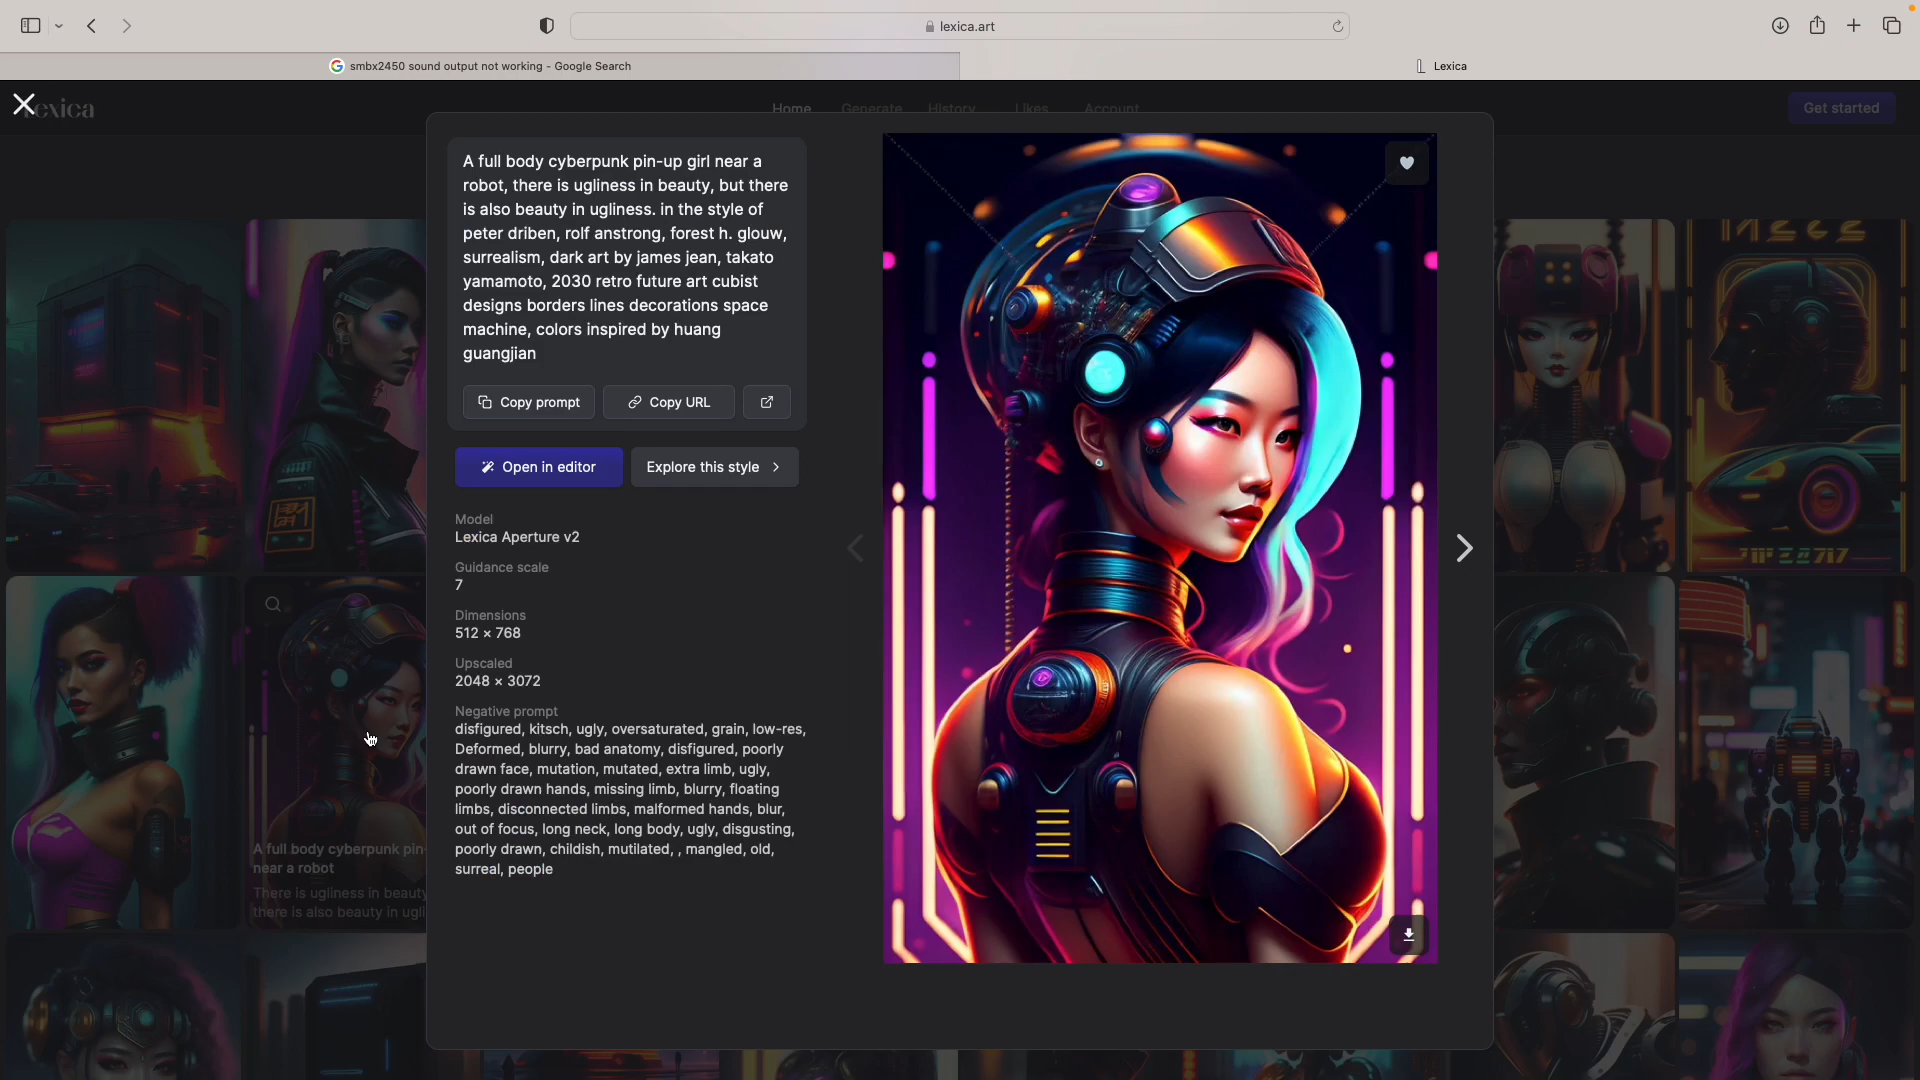 lexica.art
smbx2450 sound output not working - Google Search
Lexica
Lexica
Home
Generate
History
Likes
Account
Get started
A full body cyberpunk pin-up girl near a
robot, there is ugliness in beauty, but there
is also beauty in ugliness. in the style of
peter driben, rolf anstrong, forest h. glouw,
surrealism, dark art by james jean, takato
yamamoto, 2030 retro future art cubist
designs borders lines decorations space
machine, colors inspired by huang
guangjian
Copy prompt
Copy URL
Open in editor
Explore this style
Model
Lexica Aperture v2
Guidance scale
7
Dimensions
512 × 768
Upscaled
2048 × 3072
Negative prompt
disfigured, kitsch, ugly, oversaturated, grain, low-res,
Deformed, blurry, bad anatomy, disfigured, poorly
drawn face, mutation, mutated, extra limb, ugly,
poorly drawn hands, missing limb, blurry, floating
limbs, disconnected limbs, malformed hands, blur,
out of focus, long neck, long body, ugly, disgusting,
poorly drawn, childish, mutilated, , mangled, old,
surreal, people
A full body cyberpunk pin-
near a robot
There is ugliness in beauty
there is also beauty in ugli